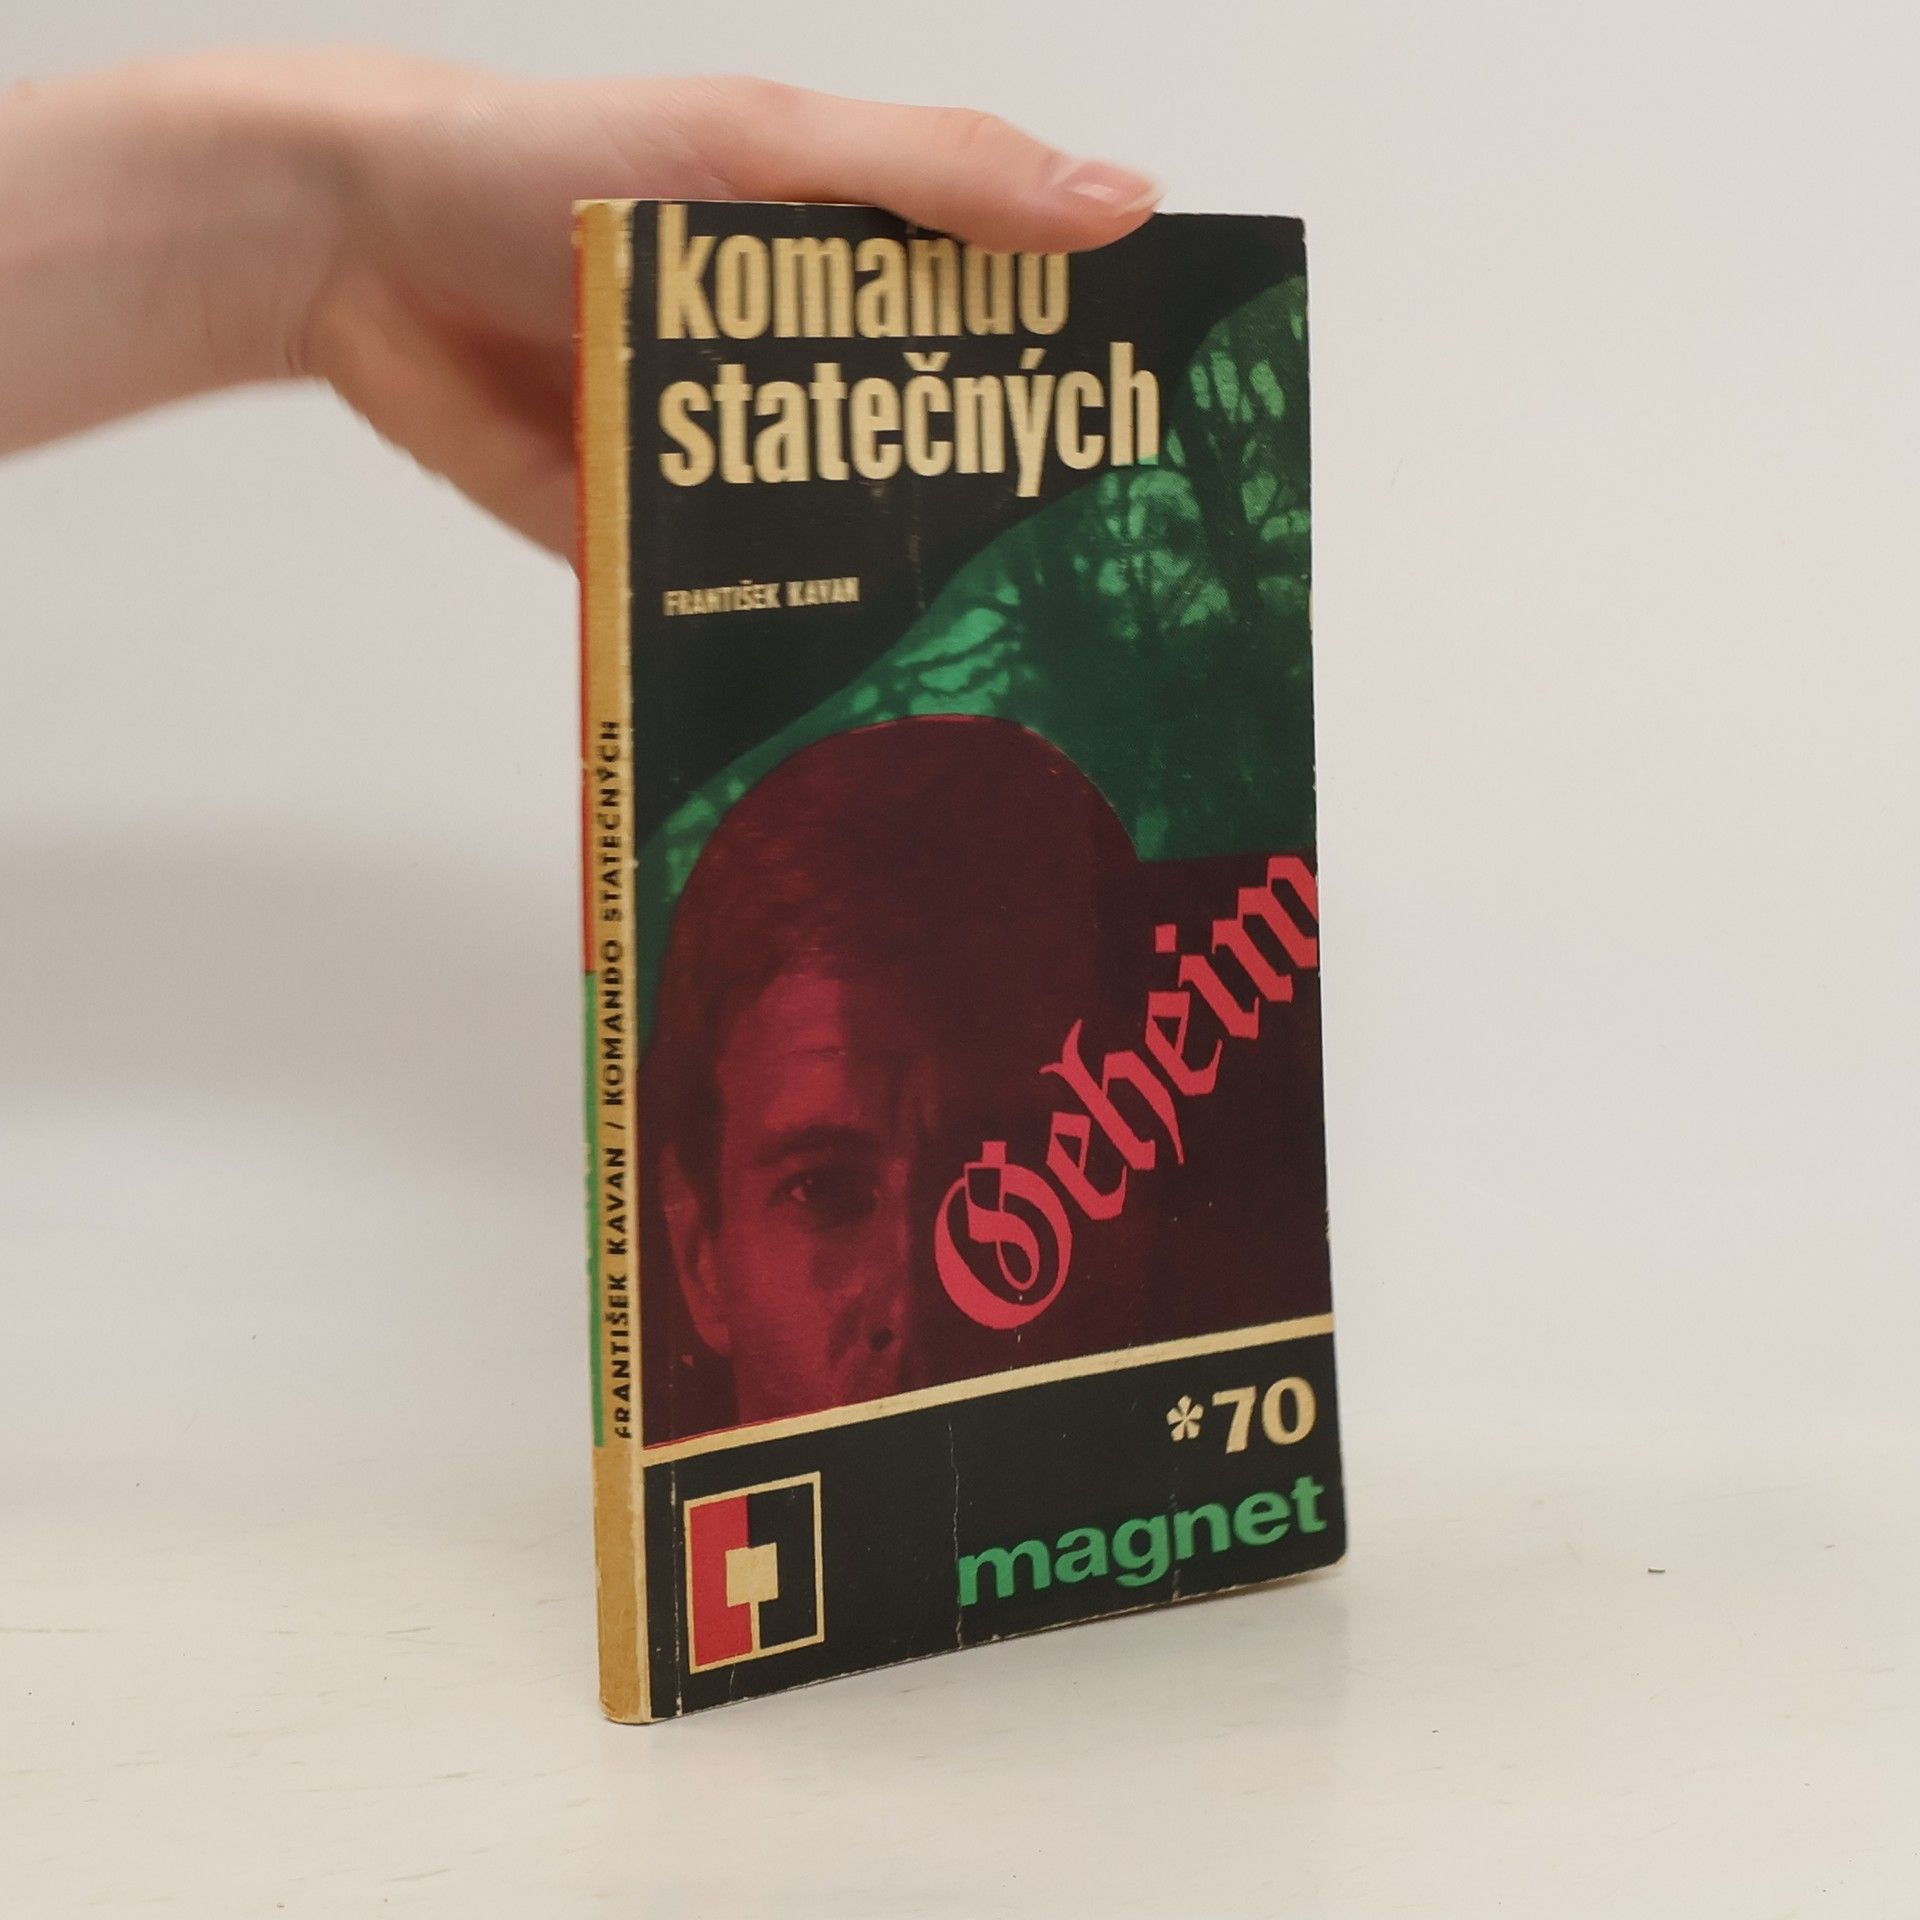 komando
statečných
FRANTIŠEK KAVAN
Geheim
*70
magnet
FRANTIŠEK KAVAN / KOMANDO STATEČNÝCH